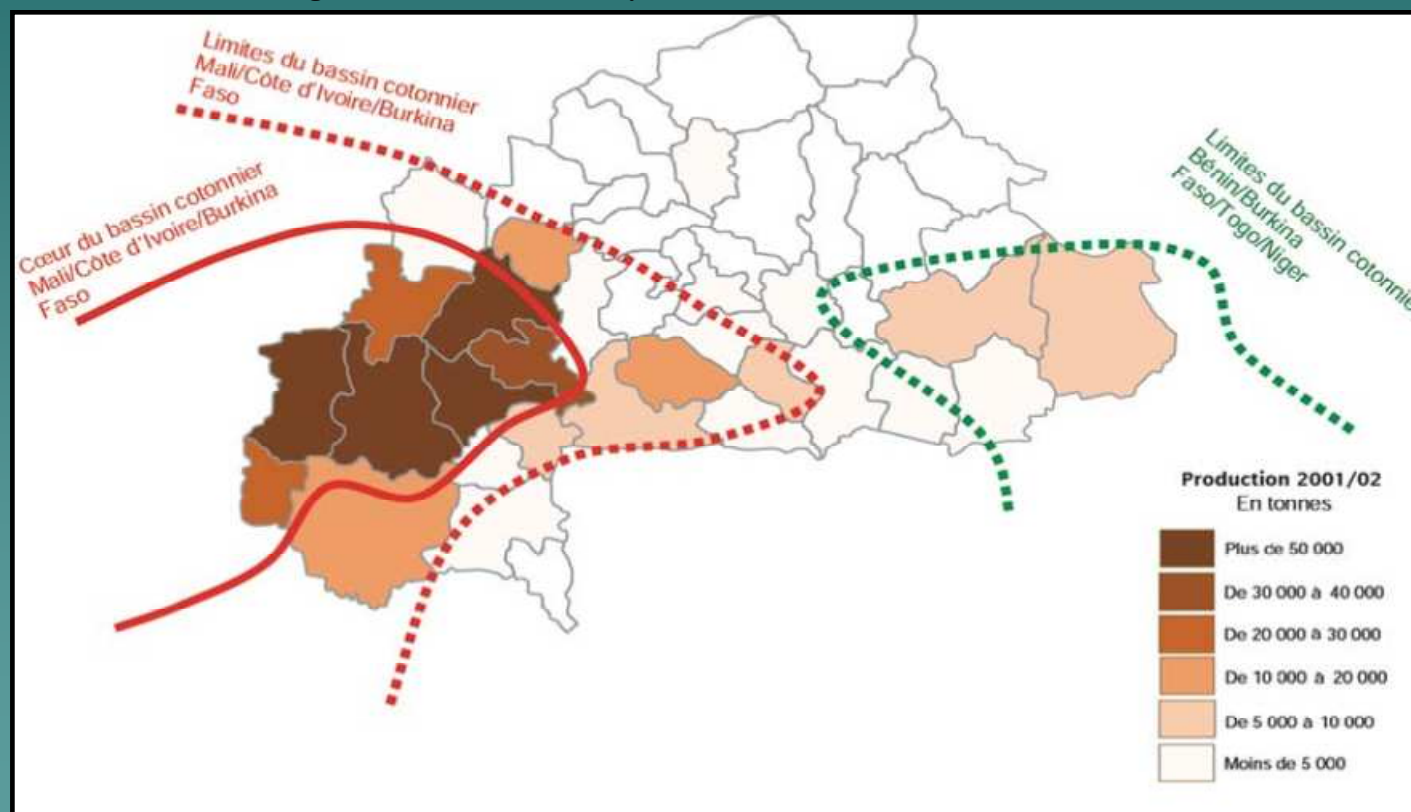 Limites du bassin cotonnier
Mali/Côte d'Ivoire/Burkina
Faso
Cœur du bassin cotonnier
Mali/Côte d'Ivoire/Burkina
Faso
Limites du bassin cotonnier
Bénin/Burkina
Faso/Togo/Niger
Production 2001/02
En tonnes
Plus de 50 000
De 30 000 à 40 000
De 20 000 à 30 000
De 10 000 à 20 000
De 5 000 à 10 000
Moins de 5 000